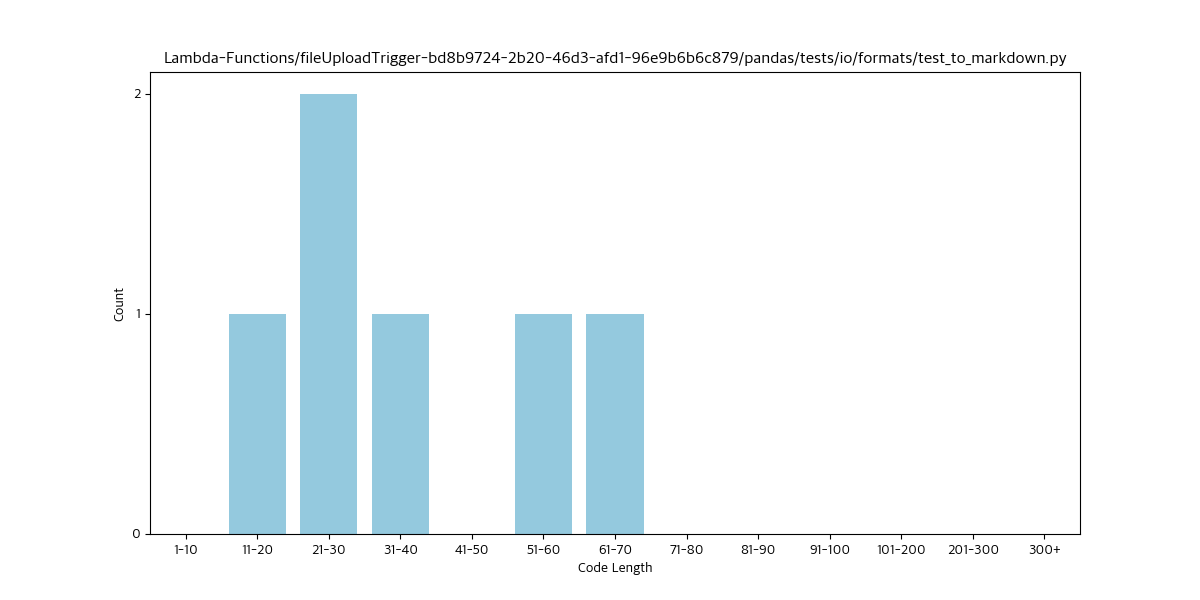 Lambda-Functions/fileUploadTrigger-bd8b9724-2b20-46d3-afd1-96e9b6b6c879/pandas/tests/io/formats/test_to_markdown.py
2
1
0
Count
1-10 11-20 21-30 31-40 41-50 51-60 61-70 71-80 81-90 91-100 101-200 201-300 300+
Code Length